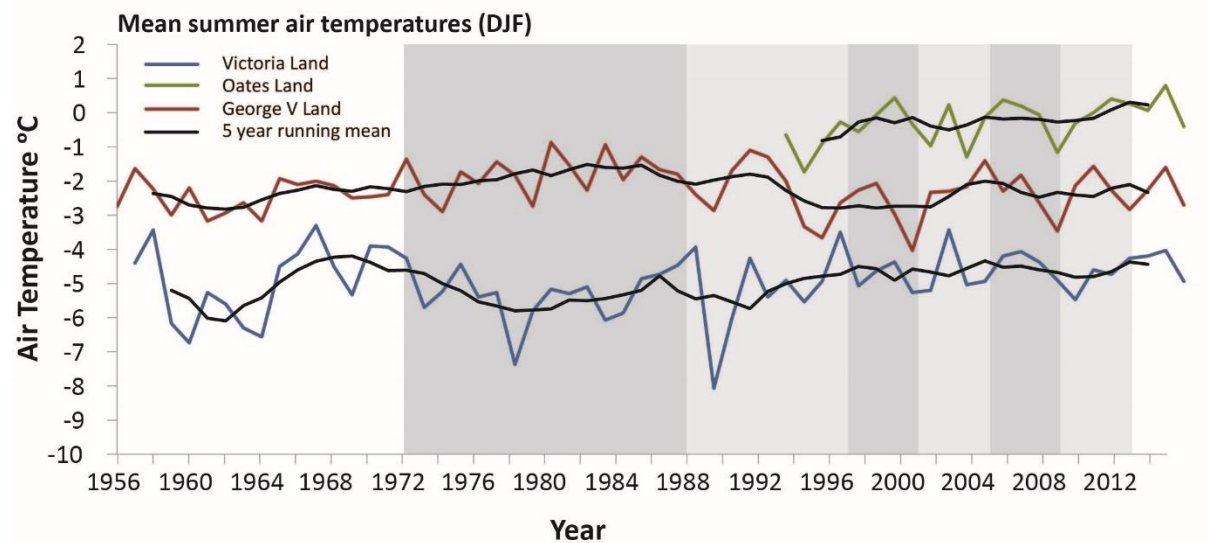 Mean summer air temperatures (DJF)
2
1
0
-1
-2
-3
-4
-5
-6
-7
-8
-9
-10
Air Temperature ºC
Victoria Land
Oates Land
George V Land
5 year running mean
1956 1960 1964 1968 1972 1976 1980 1984 1988 1992 1996 2000 2004 2008 2012
Year